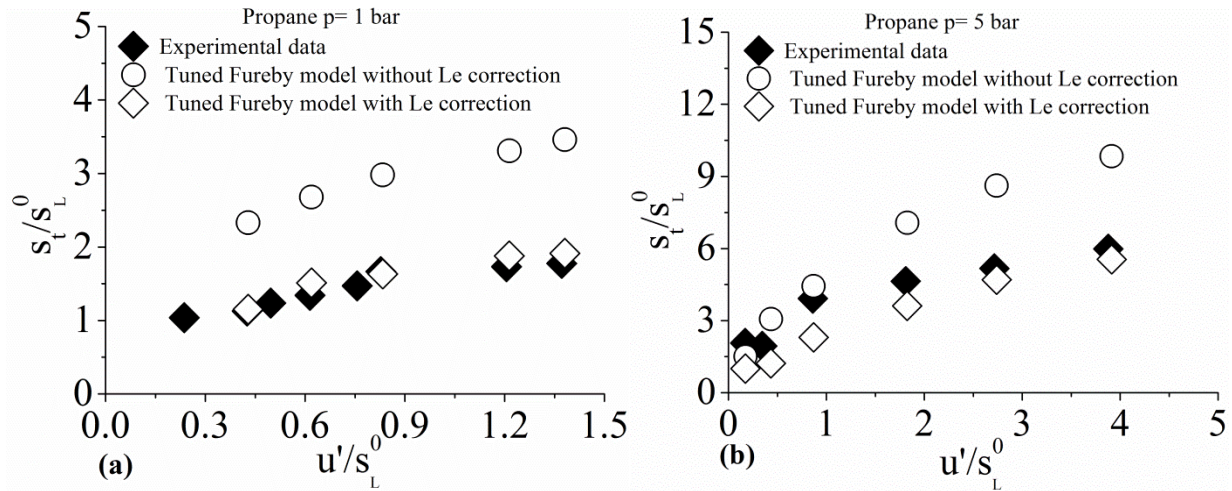 Propane p= 1 bar
Experimental data
Tuned Fureby model without Le correction
Tuned Fureby model with Le correction
5
4
3
2
1
0
s_t/s_L^0
0.0 0.3 0.6 0.9 1.2 1.5
u'/s_L^0
(a)
Propane p= 5 bar
Experimental data
Tuned Fureby model without Le correction
Tuned Fureby model with Le correction
15
12
9
6
3
0
s_t/s_L^0
0 1 2 3 4 5
u'/s_L^0
(b)